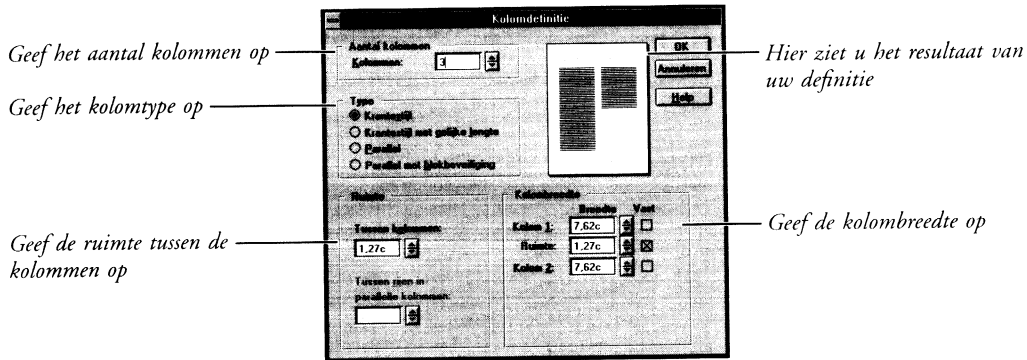 Kolomdefinitie
Geef het aantal kolommen op
Aantal kolommen
Kolommen: 3
OK
Annuleren
Help
Hier ziet u het resultaat van
uw definitie
Geef het kolomtype op
Type
Krantestijl
Krantestijl met gelijke lengte
Parallel
Parallel met blokbeveiliging
Geef de ruimte tussen de
kolommen op
Ruimte
Tussen kolommen:
1,27c
Tussen rijen in
parallelle kolommen:
Kolombreedte
Breedte Vast
Kolom 1: 7,62c
Ruimte: 1,27c
Kolom 2: 7,62c
Geef de kolombreedte op